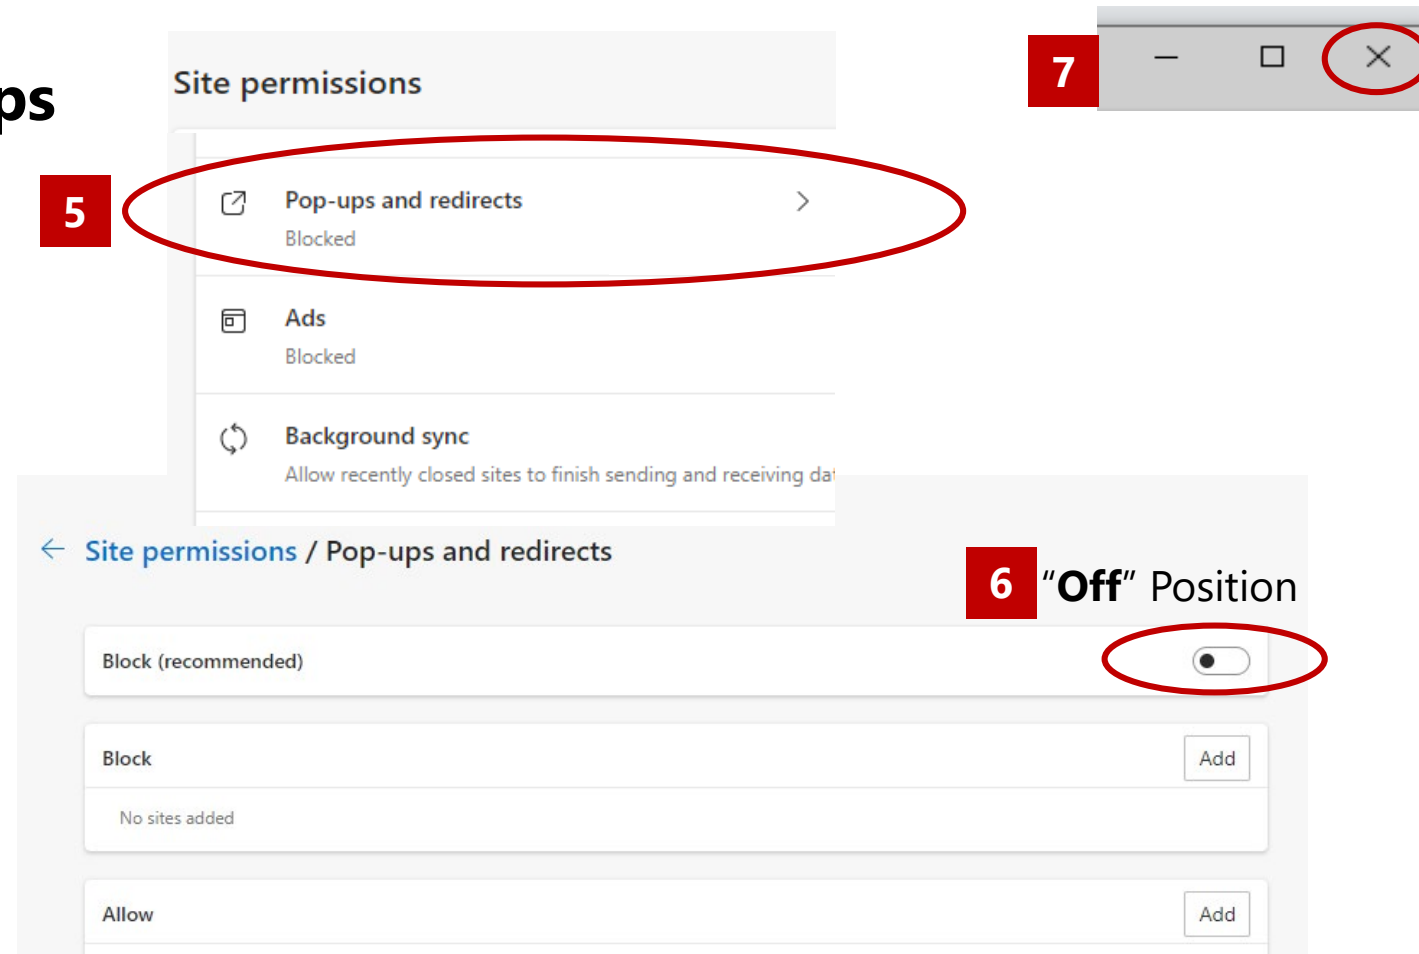 ps
Site permissions
5
Pop-ups and redirects
Blocked
Ads
Blocked
Background sync
Allow recently closed sites to finish sending and receiving dat
7
Site permissions / Pop-ups and redirects
6
“Off” Position
Block (recommended)
Block
Add
No sites added
Allow
Add